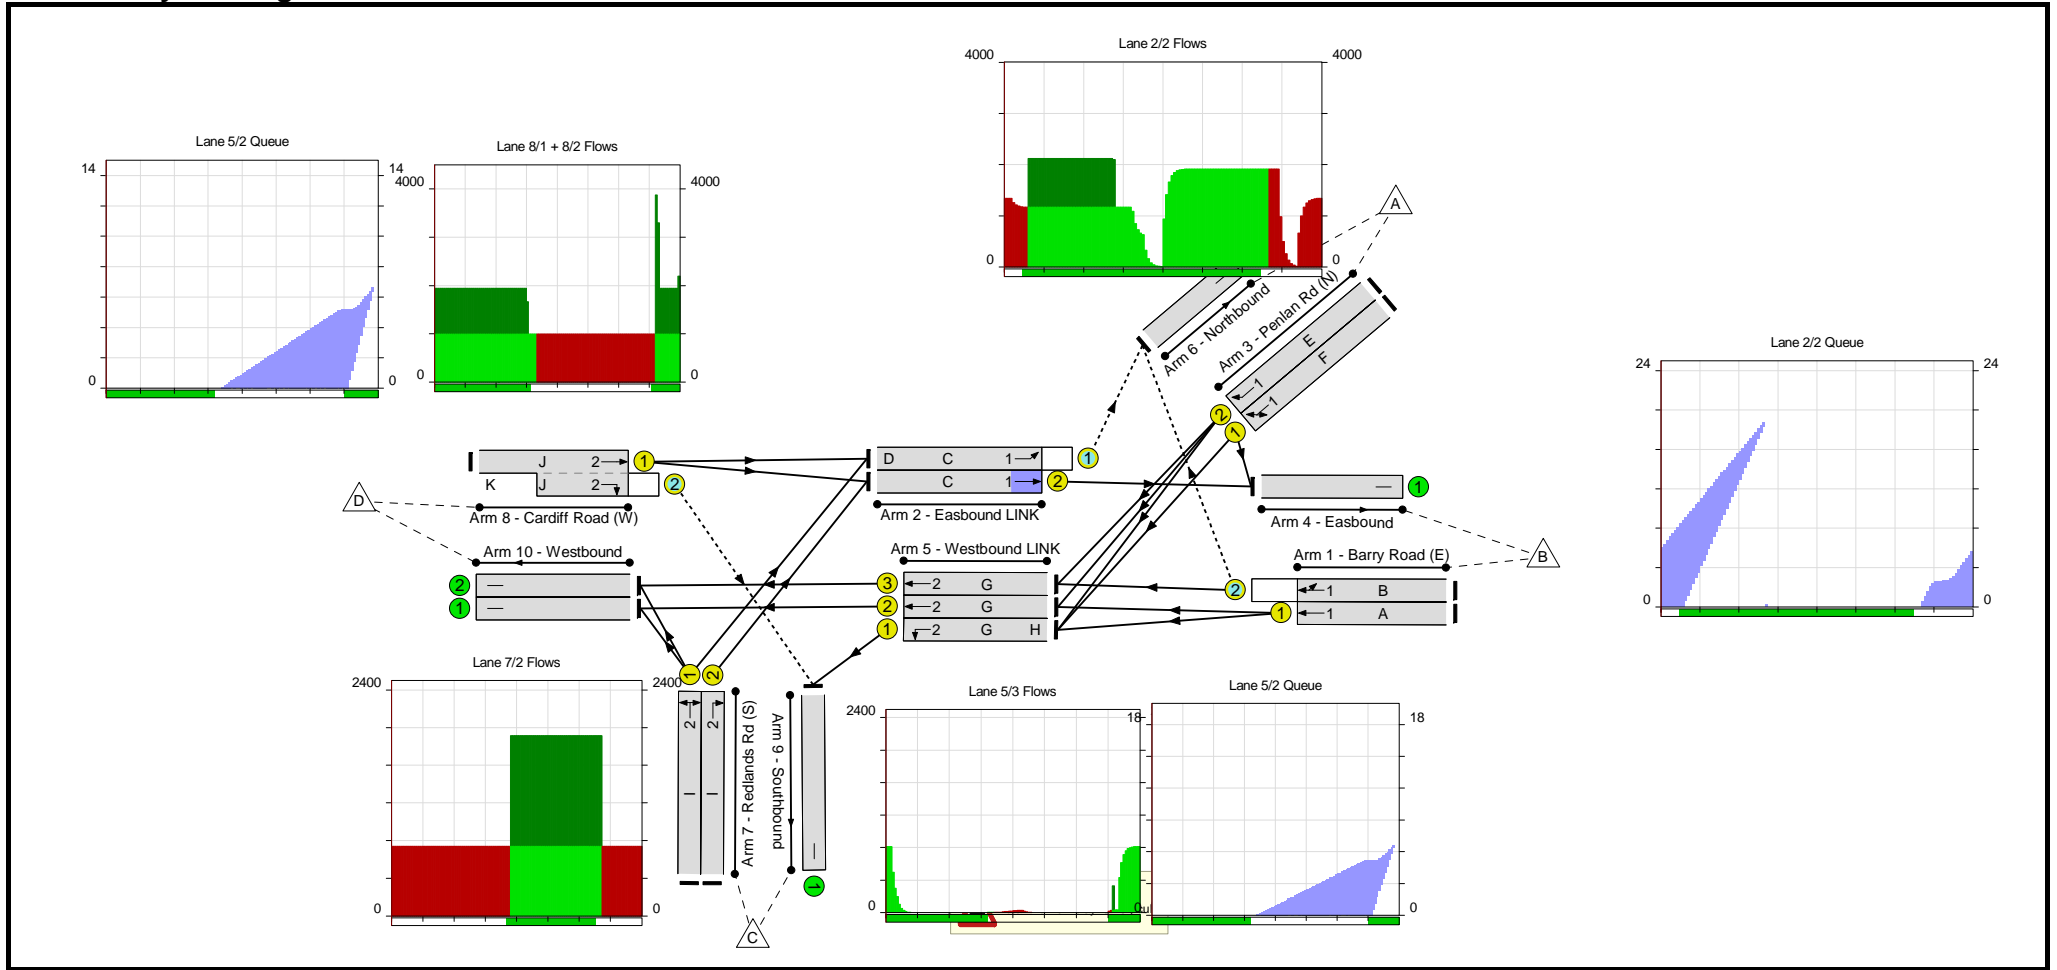 Lane 2/2 Flows
4000
4000
0
0
Lane 5/2 Queue
14
14
0
0
Lane 8/1 + 8/2 Flows
4000
4000
0
0
A
Arm 6 - Northbound
Arm 3 - Penlan Rd (N)
E
F
1
1
2
1
Lane 2/2 Queue
24
24
0
0
J
2
1
K
J
2
2
Arm 8 - Cardiff Road (W)
D
D
C
1
1
C
1
2
Arm 2 - Easbound LINK
1
Arm 4 - Easbound
B
Arm 10 - Westbound
2
1
Arm 5 - Westbound LINK
3
2
G
2
2
G
1
2
G
H
Arm 1 - Barry Road (E)
2
1
B
1
1
A
Lane 7/2 Flows
2400
2400
0
0
1
2
2
2
Arm 7 - Redlands Rd (S)
Arm 9 - Southbound
1
C
Lane 5/3 Flows
2400
0
0
Lane 5/2 Queue
18
18
0